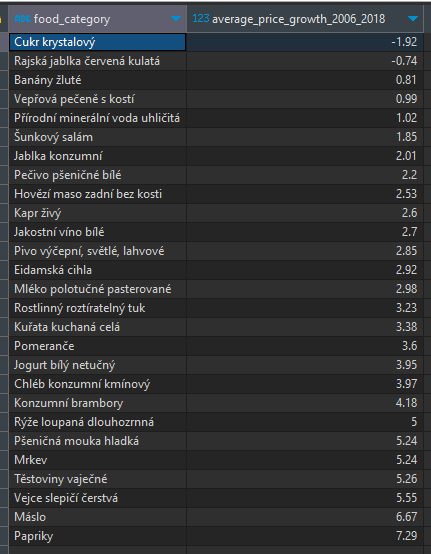 ABC food_category 123 average_price_growth_2006_2018
Cukr krystalový -1.92
Rajská jablka červená kulatá -0.74
Banány žluté 0.81
Vepřová pečeně s kostí 0.99
Přírodní minerální voda uhličitá 1.02
Šunkový salám 1.85
Jablka konzumní 2.01
Pečivo pšeničné bílé 2.2
Hovězí maso zadní bez kosti 2.53
Kapr živý 2.6
Jakostní víno bílé 2.7
Pivo výčepní, světlé, lahvové 2.85
Eidamská cihla 2.92
Mléko polotučné pasterované 2.98
Rostlinný roztíratelný tuk 3.23
Kuřata kuchaná celá 3.38
Pomeranče 3.6
Jogurt bílý netučný 3.95
Chléb konzumní kmínový 3.97
Konzumní brambory 4.18
Rýže loupaná dlouhozrnná 5
Pšeničná mouka hladká 5.24
Mrkev 5.24
Těstoviny vaječné 5.26
Vejce slepičí čerstvá 5.55
Máslo 6.67
Papriky 7.29